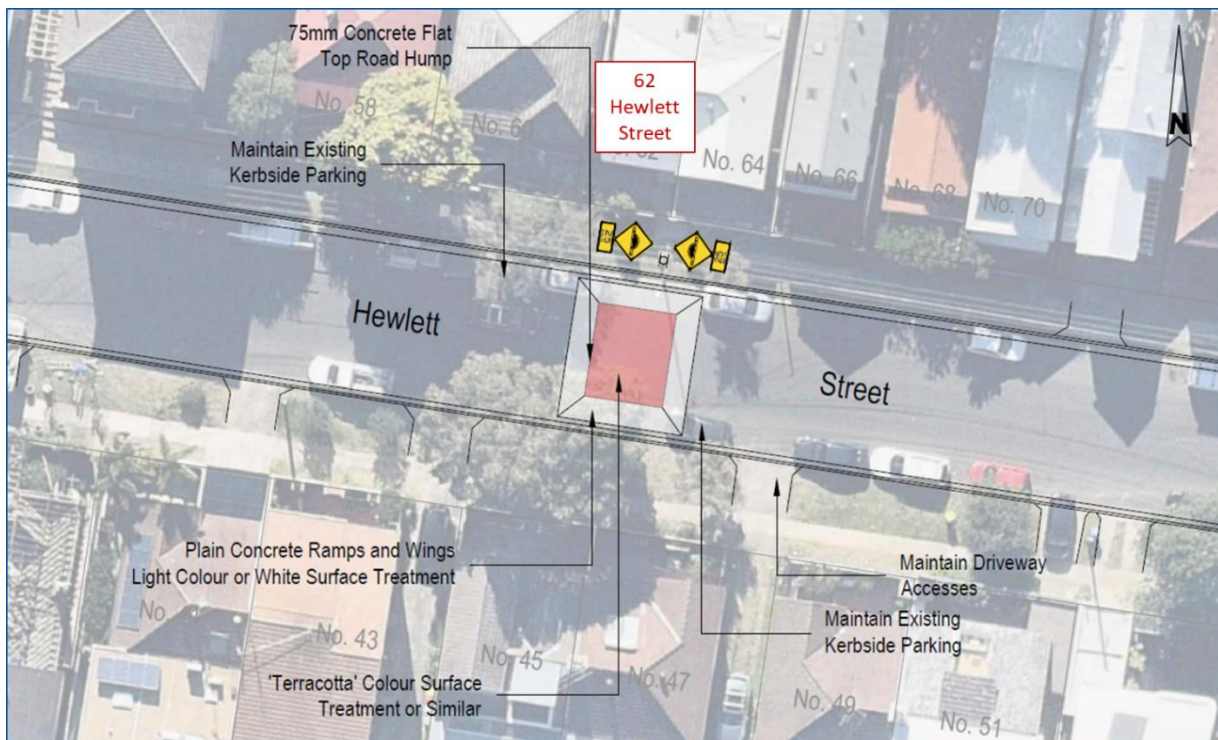 75mm Concrete Flat
Top Road Hump
62
Hewlett
Street
No. 58
No. 60
No. 64
No. 66
No. 68
No. 70
N
Maintain Existing
Kerbside Parking
Hewlett
Street
Plain Concrete Ramps and Wings
Light Colour or White Surface Treatment
Maintain Driveway
Accesses
Maintain Existing
Kerbside Parking
No.
No. 43
No. 45
No. 47
No. 49
No. 51
'Terracotta' Colour Surface
Treatment or Similar